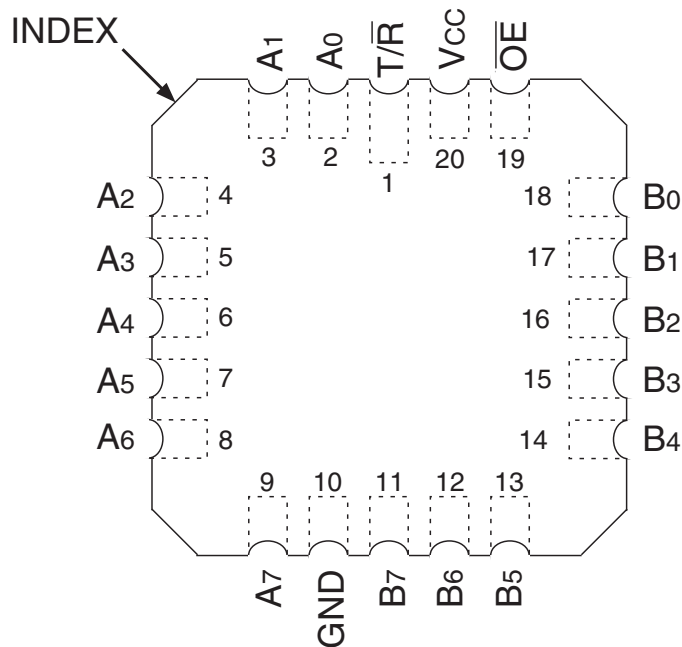 INDEX
A1 A0 T/R̅ VCC O̅E̅
3 2 1 20 19
A2 4 18 B0
A3 5 17 B1
A4 6 16 B2
A5 7 15 B3
A6 8 14 B4
9 10 11 12 13
A7 GND B7 B6 B5